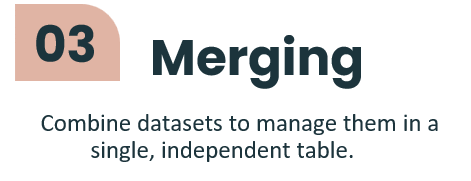 03
Merging
Combine datasets to manage them in a
single, independent table.